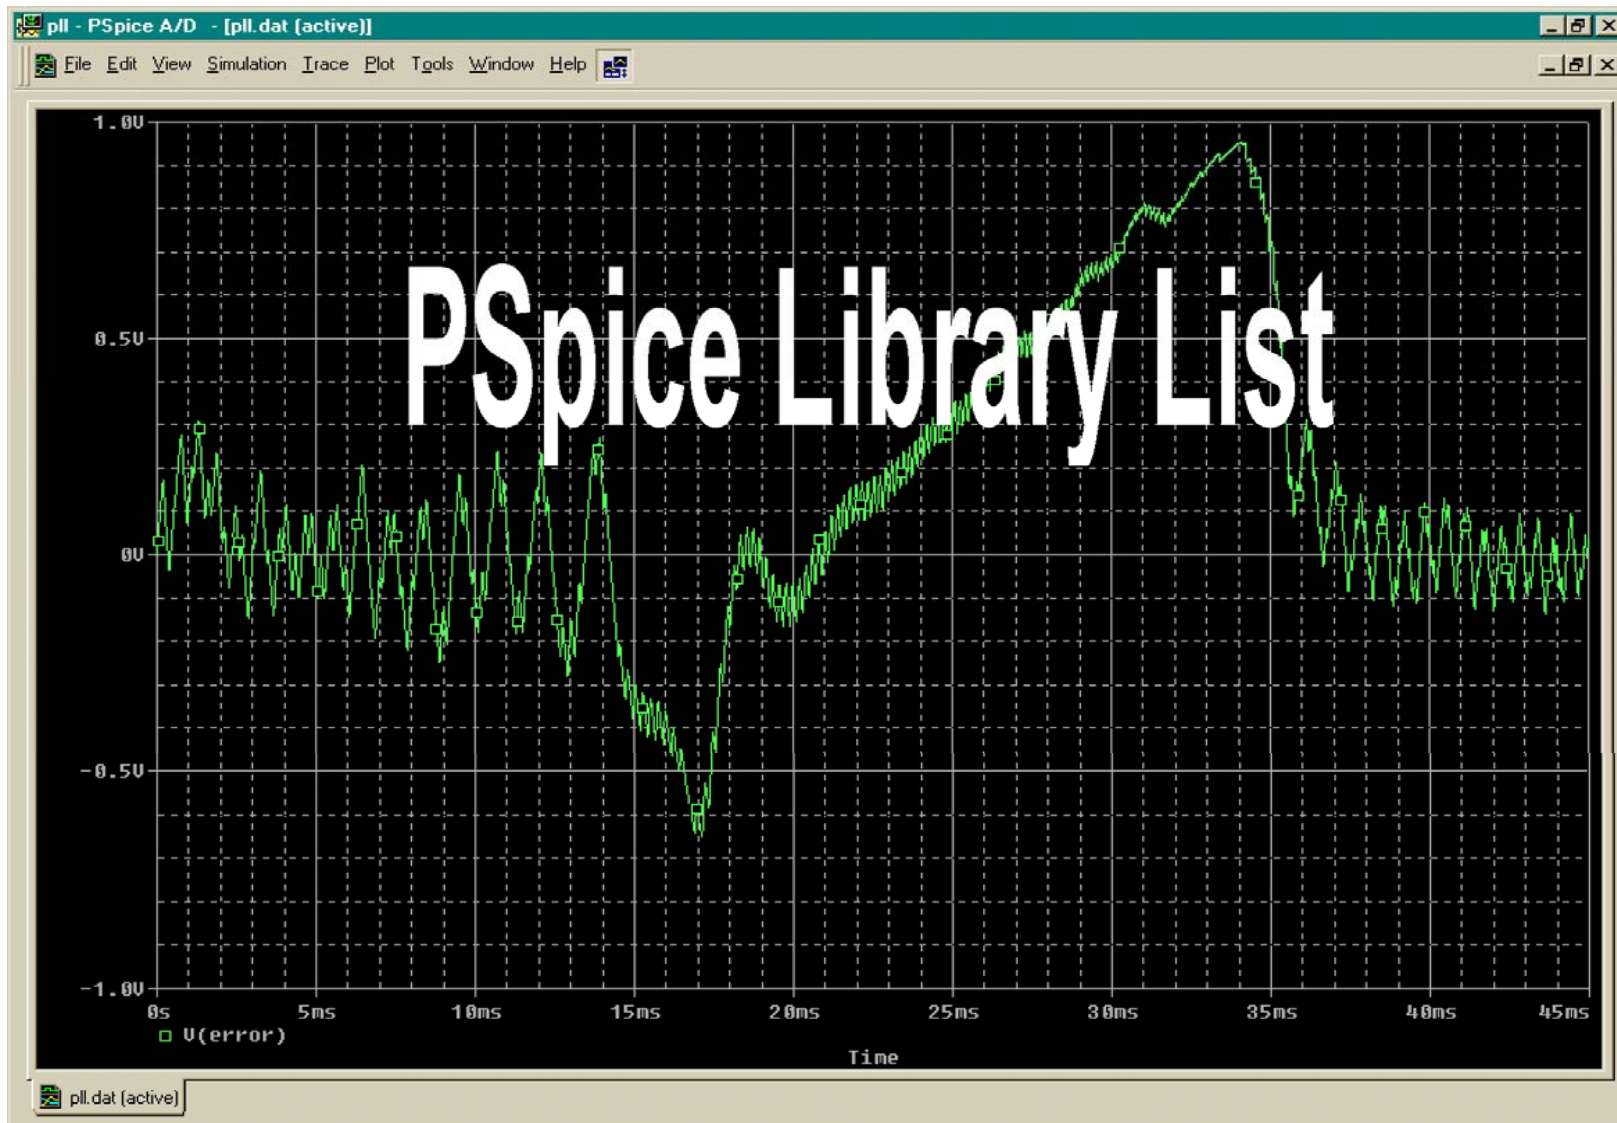 pll - PSpice A/D - [pll.dat (active)]
File Edit View Simulation Trace Plot Tools Window Help
1.0V
PSpice Library List
0.5V
0V
-0.5V
-1.0V
0s 5ms 10ms 15ms 20ms 25ms 30ms 35ms 40ms 45ms
V(error)
Time
pll.dat (active)